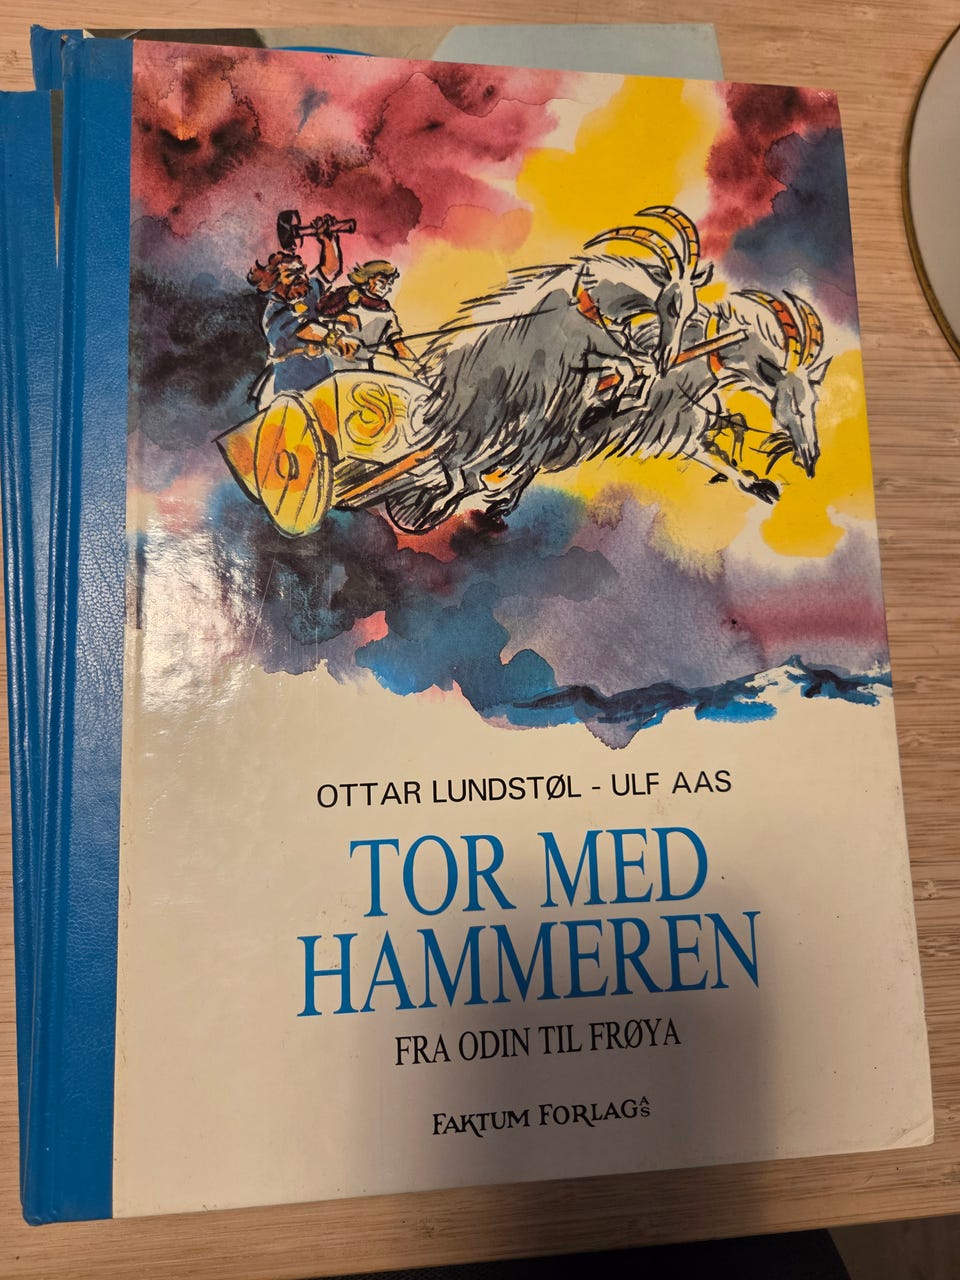 OTTAR LUNDSTØL - ULF AAS
TOR MED
HAMMEREN
FRA ODIN TIL FRØYA
FAKTUM FORLAG AS